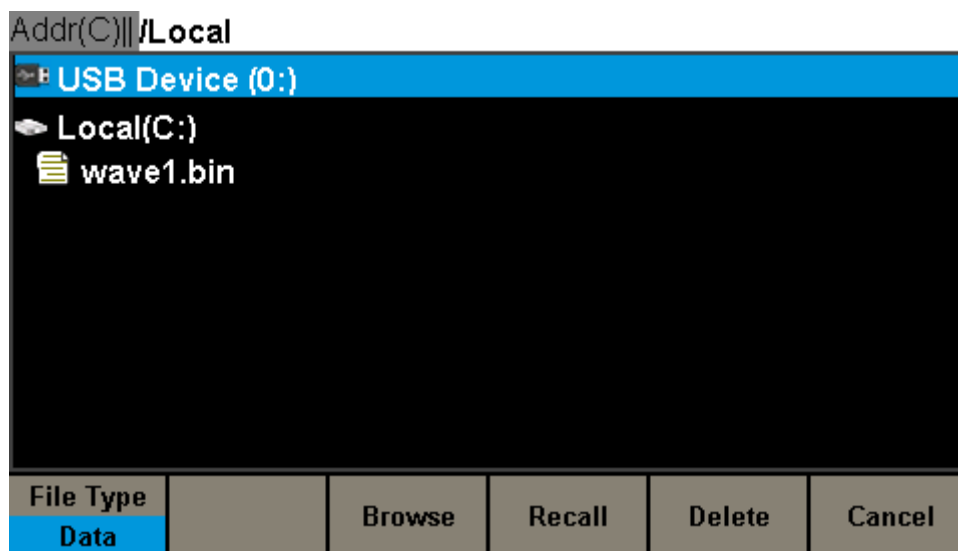 Addr(C)|| /Local
USB Device (0:)
Local(C:)
wave1.bin
File Type
Data
Browse
Recall
Delete
Cancel